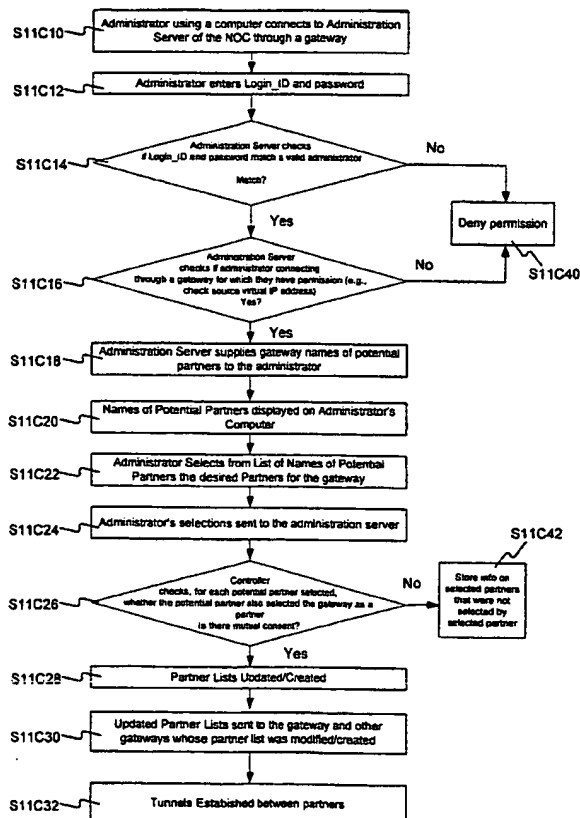 S11C10
Administrator using a computer connects to Administration
Server of the NOC through a gateway
S11C12
Administrator enters Login_ID and password
S11C14
Administration Server checks
if Login_ID and password match a valid administrator
Match?
No
Yes
Deny permission
S11C40
S11C16
Administration Server
checks if administrator connecting
through a gateway for which they have permission (e.g.,
check source virtual IP address)
Yes?
No
Yes
S11C18
Administration Server supplies gateway names of potential
partners to the administrator
S11C20
Names of Potential Partners displayed on Administrator's
Computer
S11C22
Administrator Selects from List of Names of Potential
Partners the desired Partners for the gateway
S11C24
Administrator's selections sent to the administration server
S11C42
S11C26
Controller
checks, for each potential partner selected,
whether the potential partner also selected the gateway as a
partner
Is there mutual consent?
No
Store info on
selected partners
that were not
selected by
selected partner
Yes
S11C28
Partner Lists Updated/Created
S11C30
Updated Partner Lists sent to the gateway and other
gateways whose partner list was modified/created
S11C32
Tunnels Established between partners